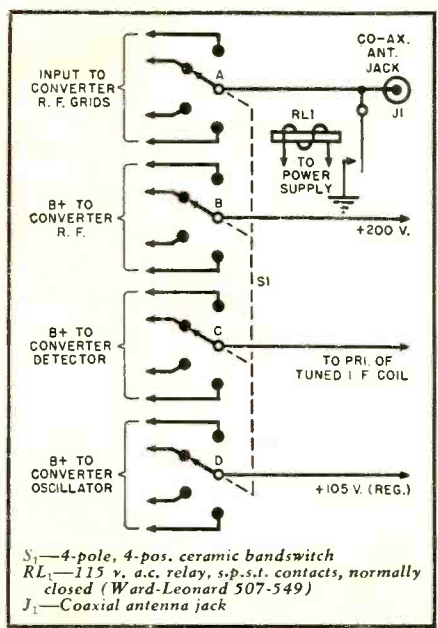 CO-AX.
ANT.
JACK
INPUT TO
CONVERTER
R. F. GRIDS
A
J1
RL1
TO
POWER
SUPPLY
B+ TO
CONVERTER
R. F.
B
+200 V.
S1
B+ TO
CONVERTER
DETECTOR
C
TO PRI. OF
TUNED I. F. COIL
B+ TO
CONVERTER
OSCILLATOR
D
+105 V. (REG.)
S₁—4-pole, 4-pos. ceramic bandswitch
RL₁—115 v. a.c. relay, s.p.s.t. contacts, normally
closed (Ward-Leonard 507-549)
J₁—Coaxial antenna jack